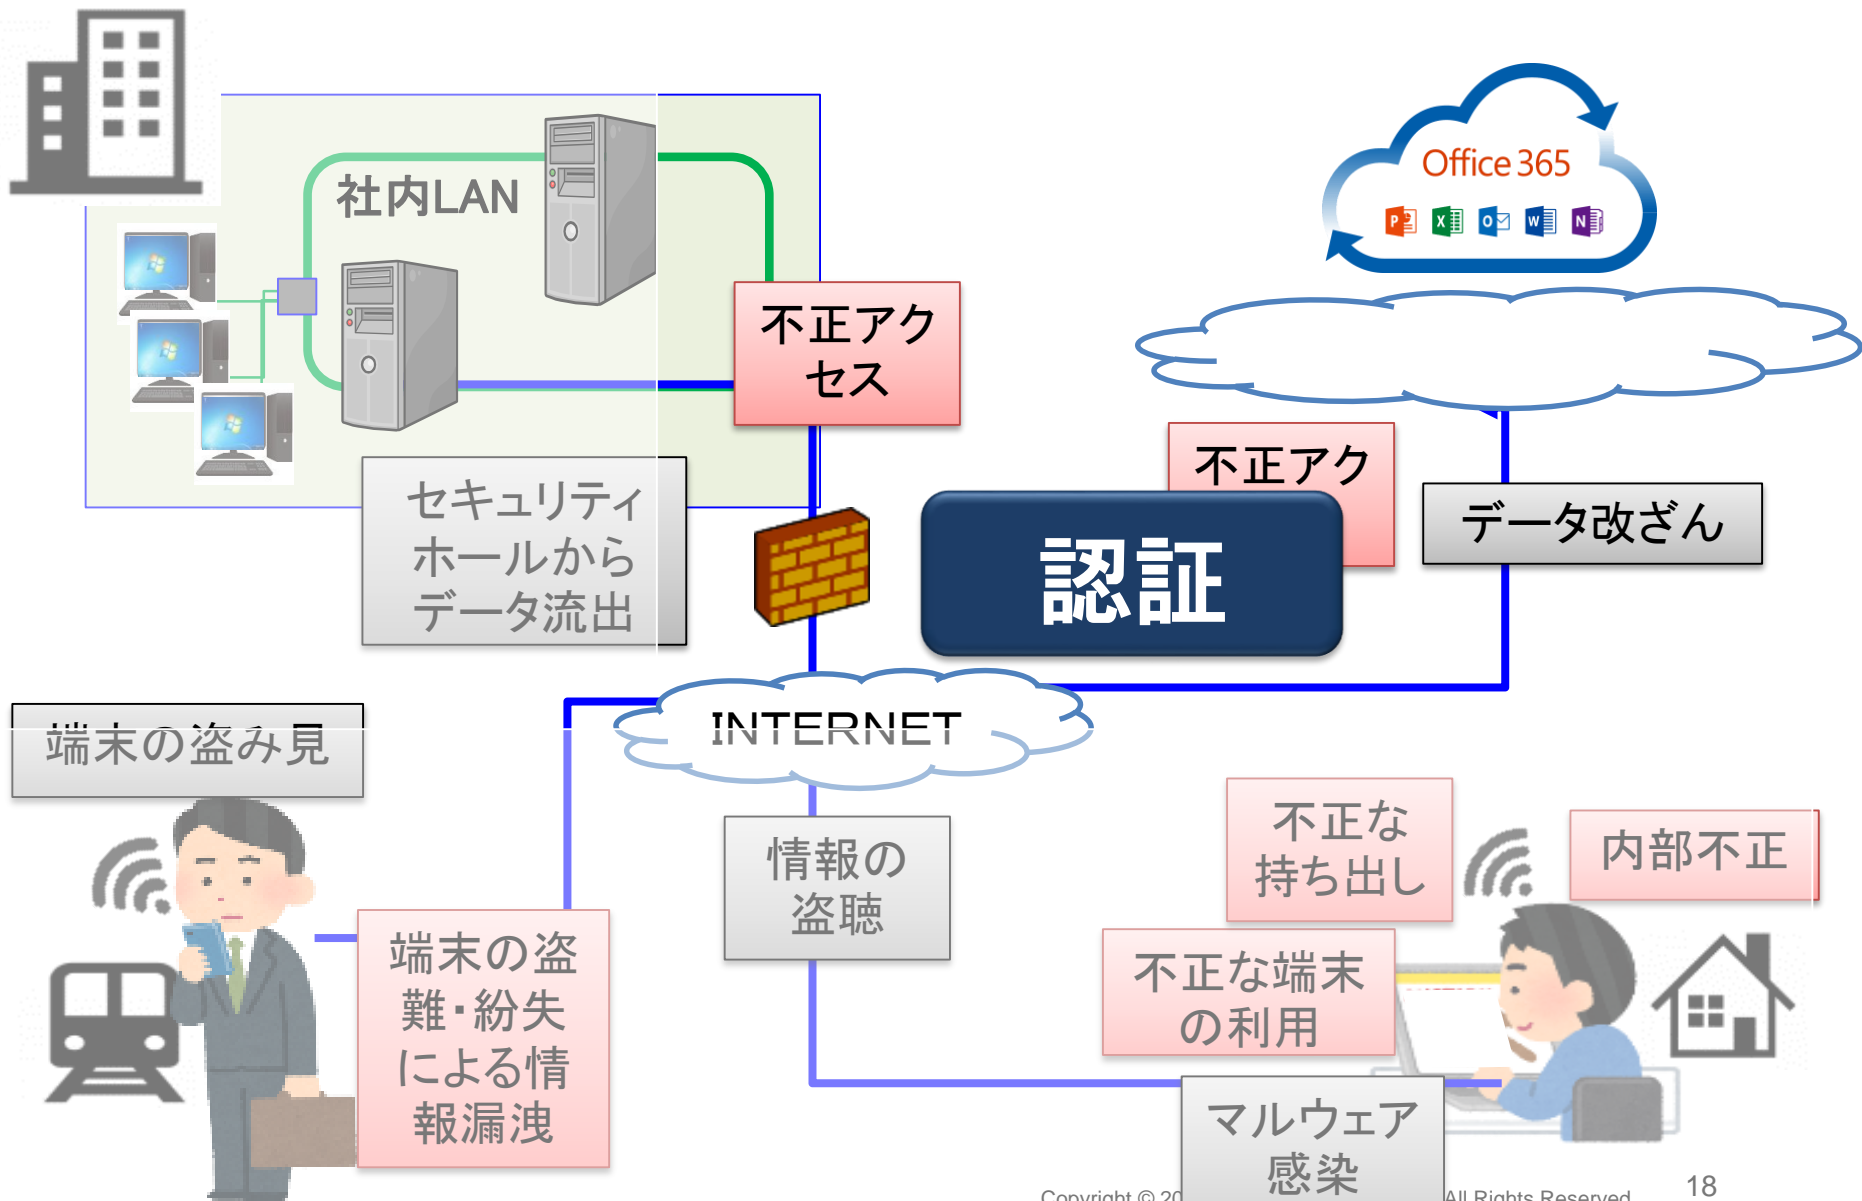 社内LAN
Office 365
不正アク
セス
不正アク
データ改ざん
セキュリティ
ホールから
データ流出
認証
INTERNET
端末の盗み見
情報の
盗聴
不正な
持ち出し
内部不正
端末の盗
難・紛失
による情
報漏洩
不正な端末
の利用
マルウェア
感染
Copyright © 20
All Rights Reserved
18